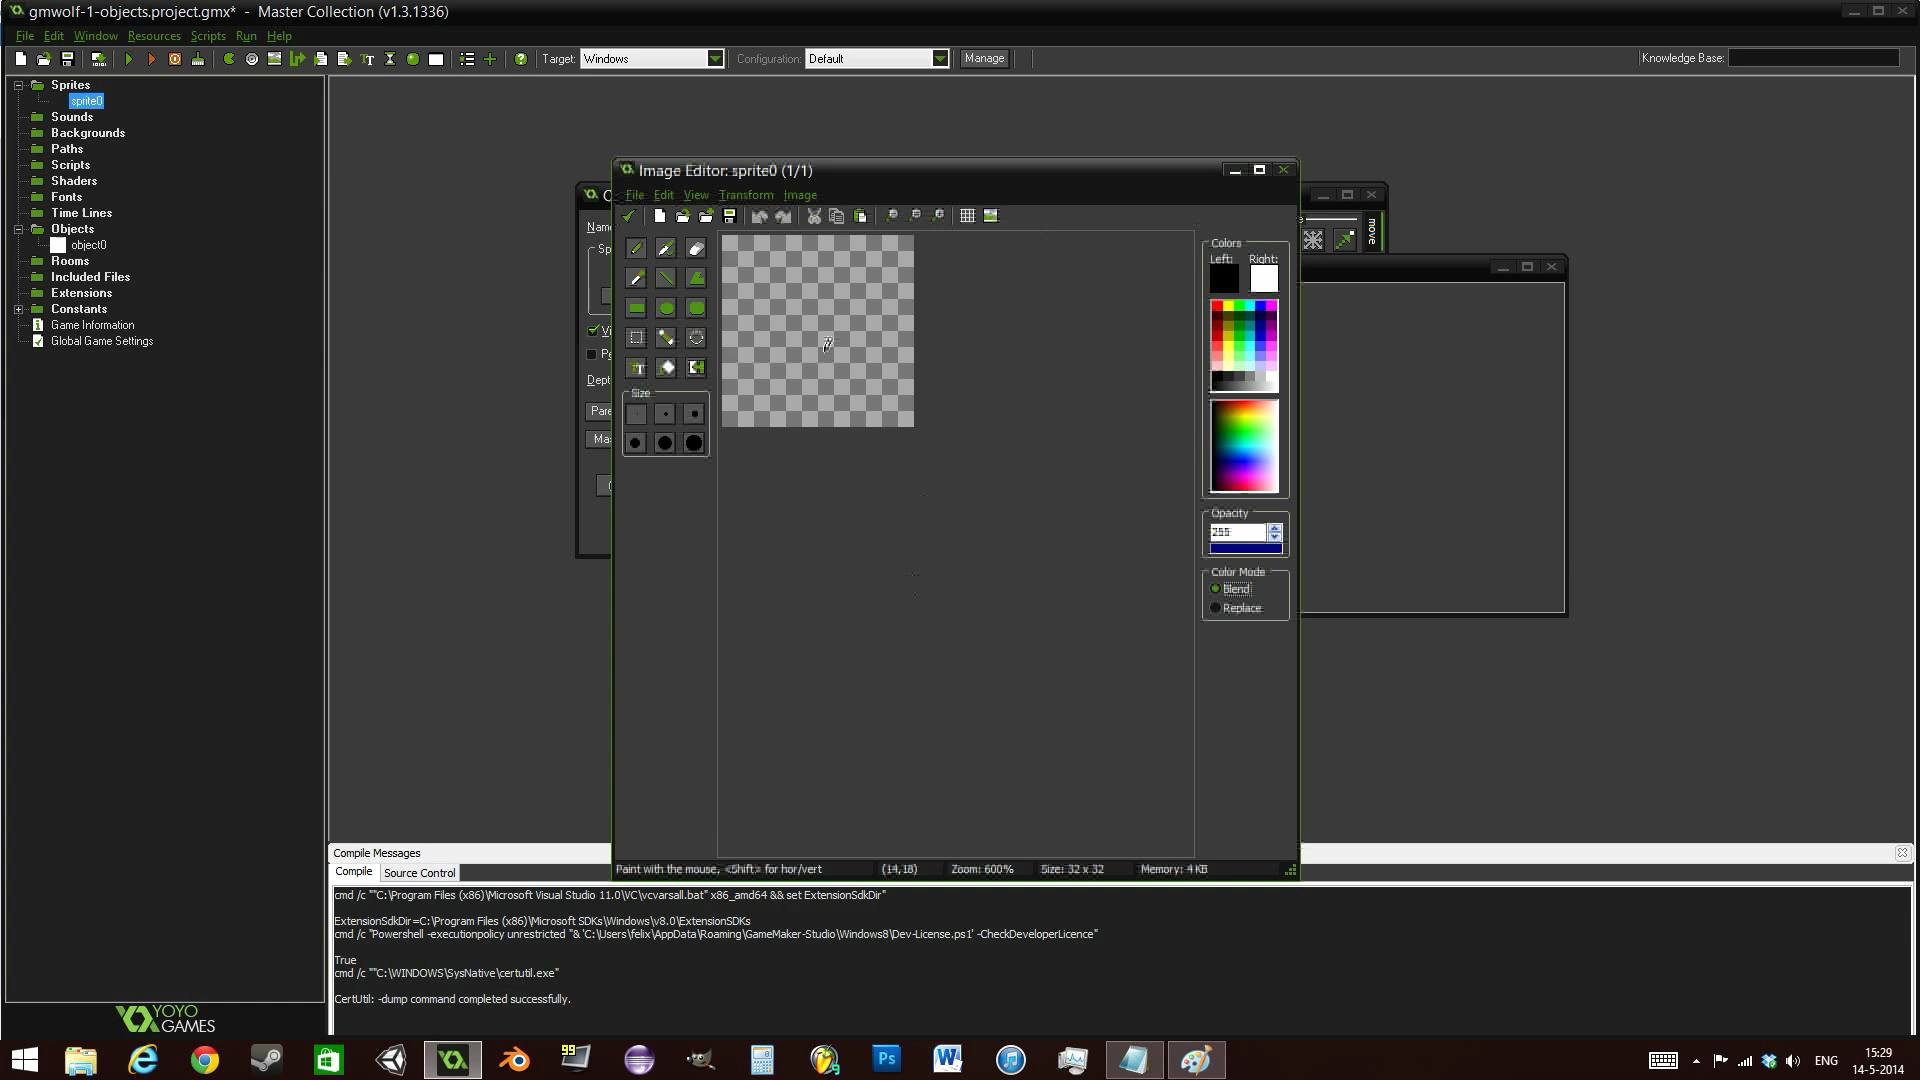 gmwolf-1-objects.project.gmx* - Master Collection (v1.3.1336)
File Edit Window Resources Scripts Run Help
Target: Windows Configuration: Default Manage Knowledge Base:
Sprites
sprite0
Sounds
Backgrounds
Paths
Scripts
Shaders
Fonts
Time Lines
Objects
object0
Rooms
Included Files
Extensions
Constants
Game Information
Global Game Settings
YOYO
GAMES
Image Editor: sprite0 (1/1)
File Edit View Transform Image
Size
Colors
Left: Right:
Opacity
255
Color Mode
Blend
Replace
Paint with the mouse, <Shift> for hor/vert (14,18) Zoom: 600% Size: 32 x 32 Memory: 4 KB
move
Compile Messages
Compile Source Control
cmd /c ""C:\Program Files (x86)\Microsoft Visual Studio 11.0\VC\vcvarsall.bat" x86_amd64 && set ExtensionSdkDir"
ExtensionSdkDir=C:\Program Files (x86)\Microsoft SDKs\Windows\v8.0\ExtensionSDKs
cmd /c "Powershell -executionpolicy unrestricted "& 'C:\Users\felix\AppData\Roaming\GameMaker-Studio\Windows8\Dev-License.ps1' -CheckDeveloperLicence"
True
cmd /c ""C:\WINDOWS\SysNative\certutil.exe"
CertUtil: -dump command completed successfully.
99
Ps
ENG
15:29
14-5-2014